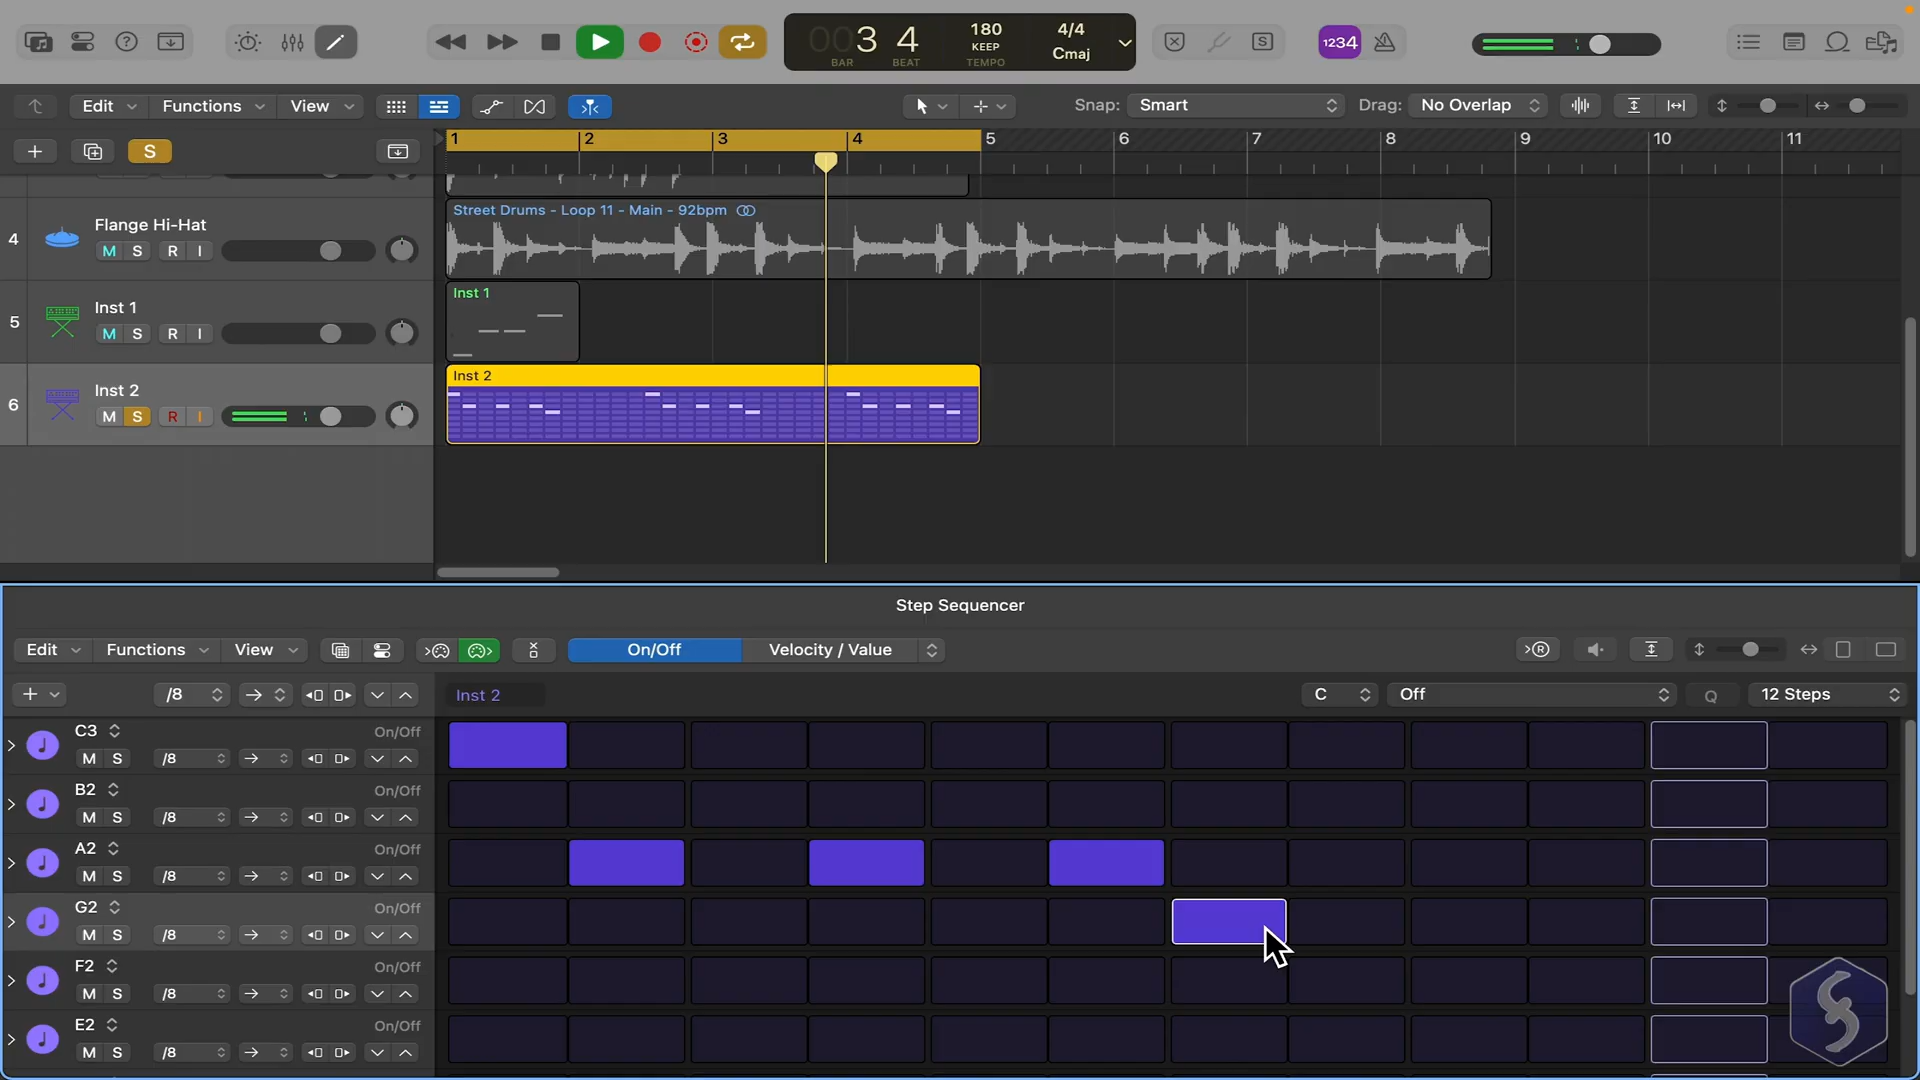 003 4
BAR BEAT
180
KEEP
TEMPO
4/4
Cmaj
1234
Edit Functions View
Snap: Smart
Drag: No Overlap
S
1 2 3 4 5 6 7 8 9 10 11
4 Flange Hi-Hat
M S R I
Street Drums - Loop 11 - Main - 92bpm
5 Inst 1
M S R I
Inst 1
6 Inst 2
M S R I
Inst 2
Step Sequencer
Edit Functions View
On/Off Velocity / Value
/8
Inst 2
C Off Q 12 Steps
C3 On/Off
M S /8
B2 On/Off
M S /8
A2 On/Off
M S /8
G2 On/Off
M S /8
F2 On/Off
M S /8
E2 On/Off
M S /8